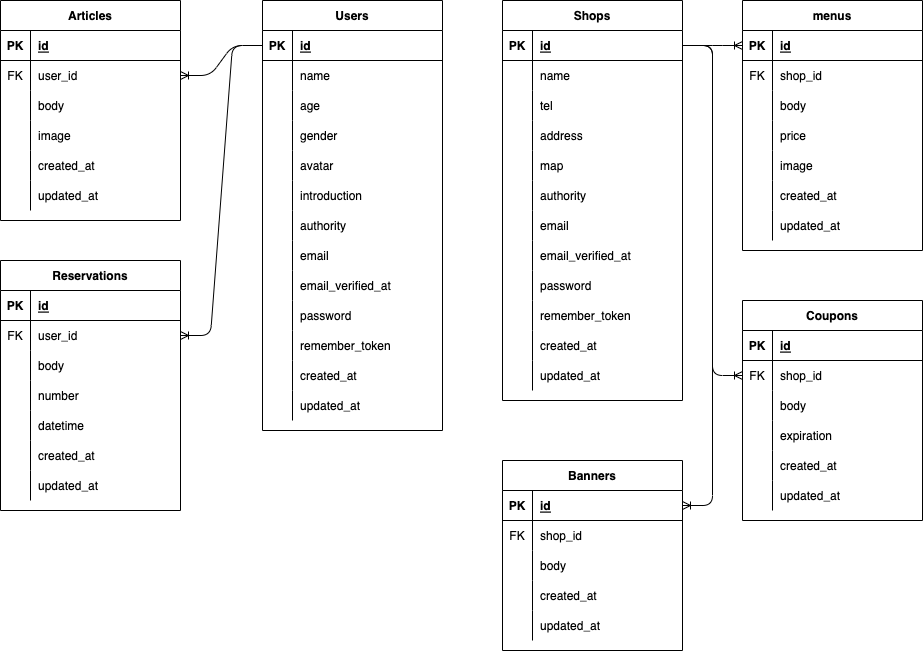 Articles
PK id
FK user_id
body
image
created_at
updated_at
Users
PK id
name
age
gender
avatar
introduction
authority
email
email_verified_at
password
remember_token
created_at
updated_at
Shops
PK id
name
tel
address
map
authority
email
email_verified_at
password
remember_token
created_at
updated_at
menus
PK id
FK shop_id
body
price
image
created_at
updated_at
Reservations
PK id
FK user_id
body
number
datetime
created_at
updated_at
Coupons
PK id
FK shop_id
body
expiration
created_at
updated_at
Banners
PK id
FK shop_id
body
created_at
updated_at